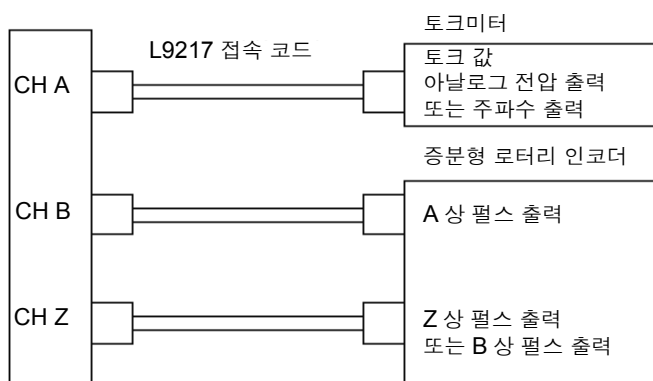 토크미터
L9217 접속 코드
CH A
토크 값
아날로그 전압 출력
또는 주파수 출력
증분형 로터리 인코더
CH B
A 상 펄스 출력
CH Z
Z 상 펄스 출력
또는 B 상 펄스 출력